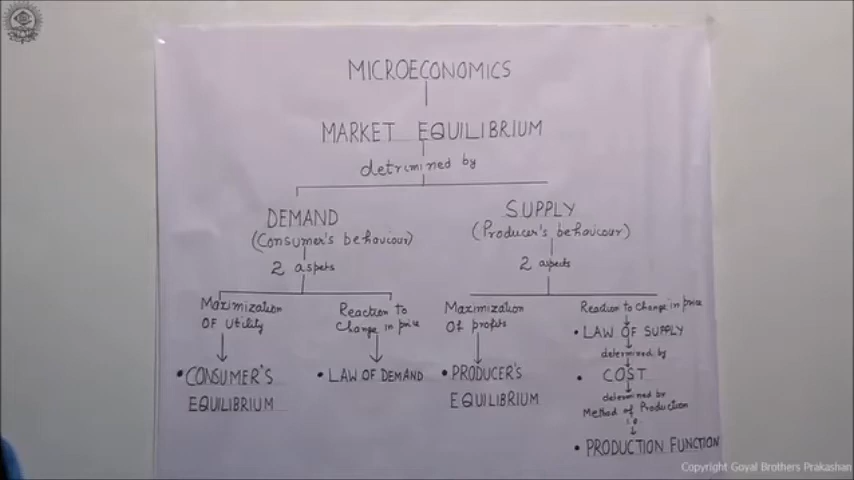 MICROECONOMICS
MARKET EQUILIBRIUM
detrimined by
DEMAND
(Consumer's behaviour)
2 aspets
Maximization
OF Utility
• CONSUMER'S
EQUILIBRIUM
Reaction to
Change in price
• LAW OF DEMAND
SUPPLY
(Producer's behaviour)
2 aspects
Maximization
Of profits
• PRODUCER'S
EQUILIBRIUM
Reaction to Change in price
• LAW OF SUPPLY
determined by
• COST
determined by
Method of Production
i.e.
• PRODUCTION FUNCTION
Copyright Goyal Brothers Prakashan